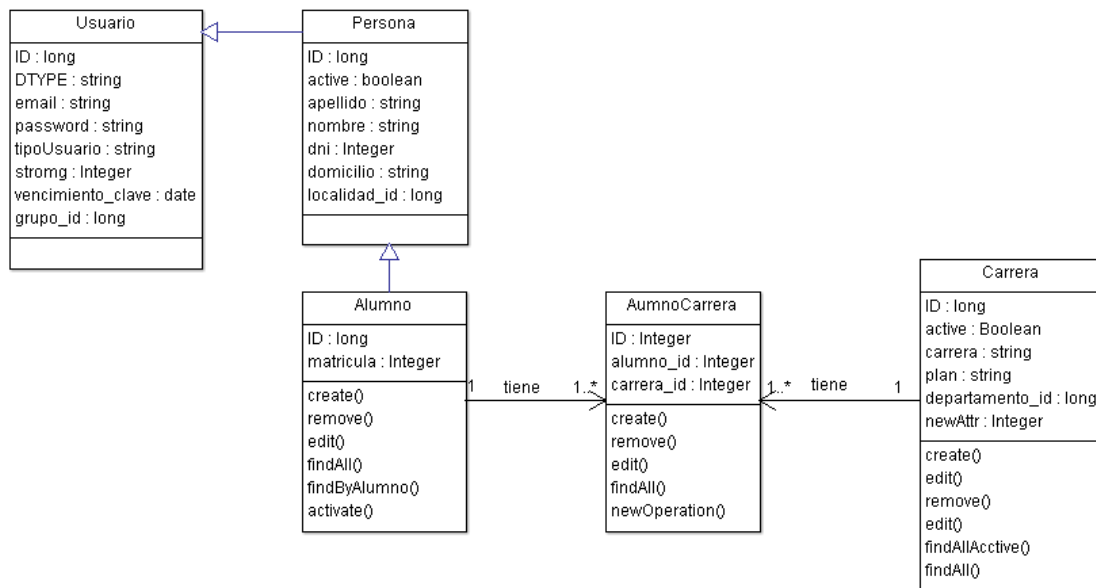 Usuario
ID : long
DTYPE : string
email : string
password : string
tipoUsuario : string
stromg : Integer
vencimiento_clave : date
grupo_id : long
Persona
ID : long
active : boolean
apellido : string
nombre : string
dni : Integer
domicilio : string
localidad_id : long
Alumno
ID : long
matricula : Integer
create()
remove()
edit()
findAll()
findByAlumno()
activate()
1 tiene 1..*
AumnoCarrera
ID : Integer
alumno_id : Integer
carrera_id : Integer
create()
remove()
edit()
findAll()
newOperation()
1..* tiene 1
Carrera
ID : long
active : Boolean
carrera : string
plan : string
departamento_id : long
newAttr : Integer
create()
edit()
remove()
edit()
findAllAcctive()
findAll()